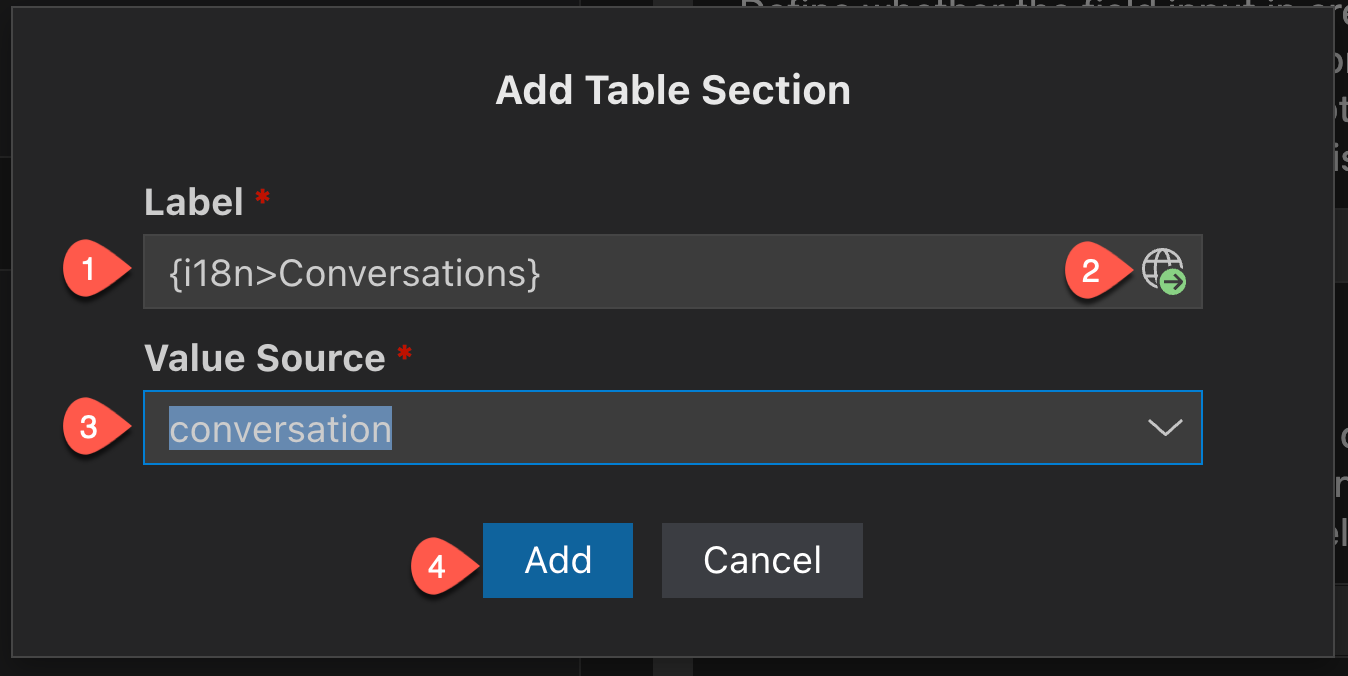 Add Table Section
Label *
1
{i18n>Conversations}
2
Value Source *
3
conversation
4
Add
Cancel